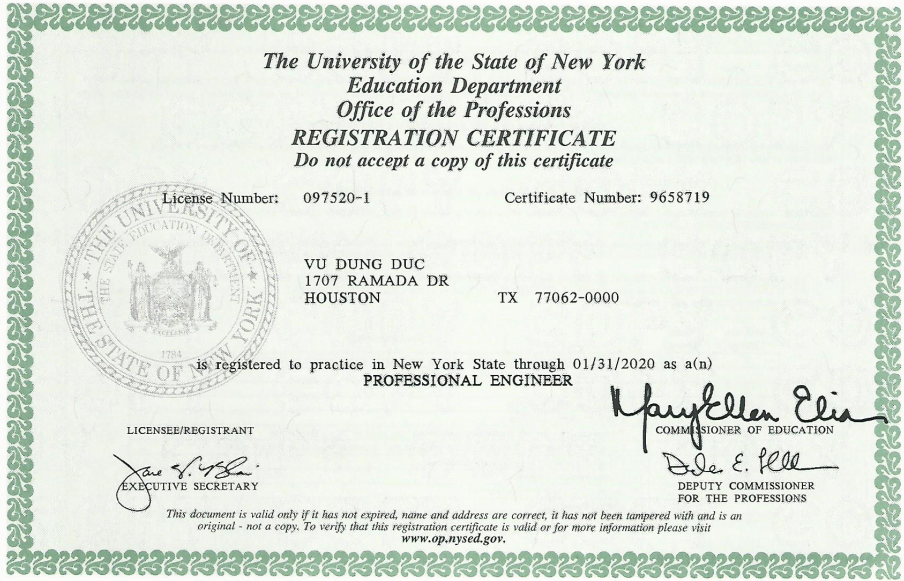 The University of the State of New York
Education Department
Office of the Professions
REGISTRATION CERTIFICATE
Do not accept a copy of this certificate
License Number: 097520-1 Certificate Number: 9658719
THE UNIVERSITY OF THE STATE OF NEW YORK
THE STATE EDUCATION DEPARTMENT
EXCELSIOR
1784
VU DUNG DUC
1707 RAMADA DR
HOUSTON TX 77062-0000
is registered to practice in New York State through 01/31/2020 as a(n)
PROFESSIONAL ENGINEER
MaryEllen Elia
LICENSEE/REGISTRANT COMMISSIONER OF EDUCATION
EXECUTIVE SECRETARY DEPUTY COMMISSIONER
FOR THE PROFESSIONS
This document is valid only if it has not expired, name and address are correct, it has not been tampered with and is an
original - not a copy. To verify that this registration certificate is valid or for more information please visit
www.op.nysed.gov.